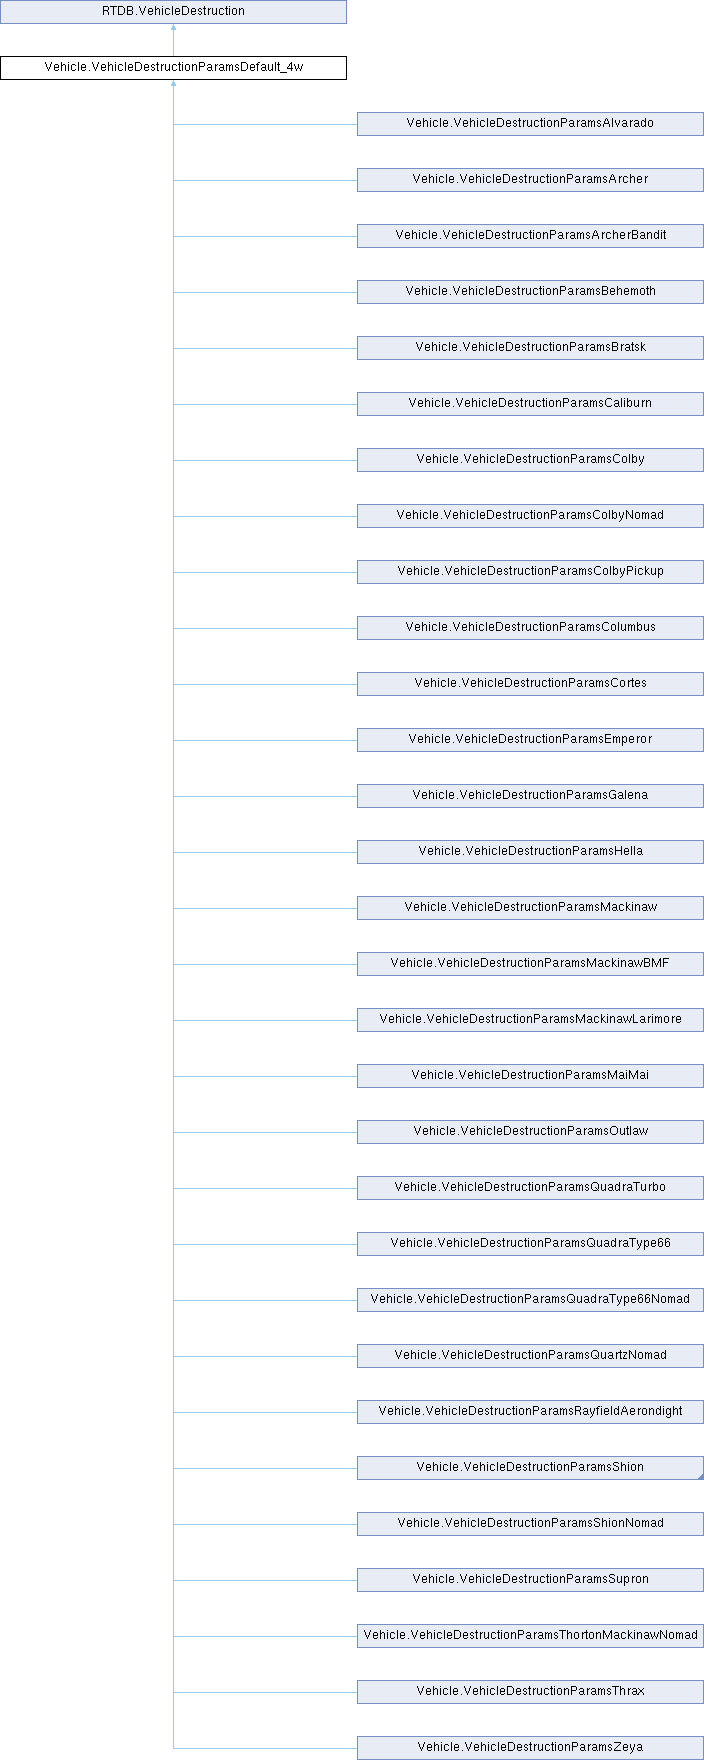 RTDB.VehicleDestruction
Vehicle.VehicleDestructionParamsDefault_4w
Vehicle.VehicleDestructionParamsAlvarado
Vehicle.VehicleDestructionParamsArcher
Vehicle.VehicleDestructionParamsArcherBandit
Vehicle.VehicleDestructionParamsBehemoth
Vehicle.VehicleDestructionParamsBratsk
Vehicle.VehicleDestructionParamsCaliburn
Vehicle.VehicleDestructionParamsColby
Vehicle.VehicleDestructionParamsColbyNomad
Vehicle.VehicleDestructionParamsColbyPickup
Vehicle.VehicleDestructionParamsColumbus
Vehicle.VehicleDestructionParamsCortes
Vehicle.VehicleDestructionParamsEmperor
Vehicle.VehicleDestructionParamsGalena
Vehicle.VehicleDestructionParamsHella
Vehicle.VehicleDestructionParamsMackinaw
Vehicle.VehicleDestructionParamsMackinawBMF
Vehicle.VehicleDestructionParamsMackinawLarimore
Vehicle.VehicleDestructionParamsMaiMai
Vehicle.VehicleDestructionParamsOutlaw
Vehicle.VehicleDestructionParamsQuadraTurbo
Vehicle.VehicleDestructionParamsQuadraType66
Vehicle.VehicleDestructionParamsQuadraType66Nomad
Vehicle.VehicleDestructionParamsQuartzNomad
Vehicle.VehicleDestructionParamsRayfieldAerondight
Vehicle.VehicleDestructionParamsShion
Vehicle.VehicleDestructionParamsShionNomad
Vehicle.VehicleDestructionParamsSupron
Vehicle.VehicleDestructionParamsThortonMackinawNomad
Vehicle.VehicleDestructionParamsThrax
Vehicle.VehicleDestructionParamsZeya